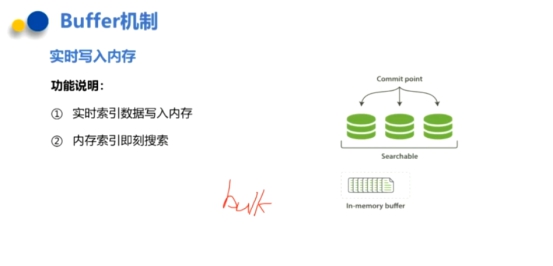 Buffer机制
实时写入内存
功能说明：
① 实时索引数据写入内存
② 内存索引即刻搜索
Commit point
Searchable
In-memory buffer
bulk